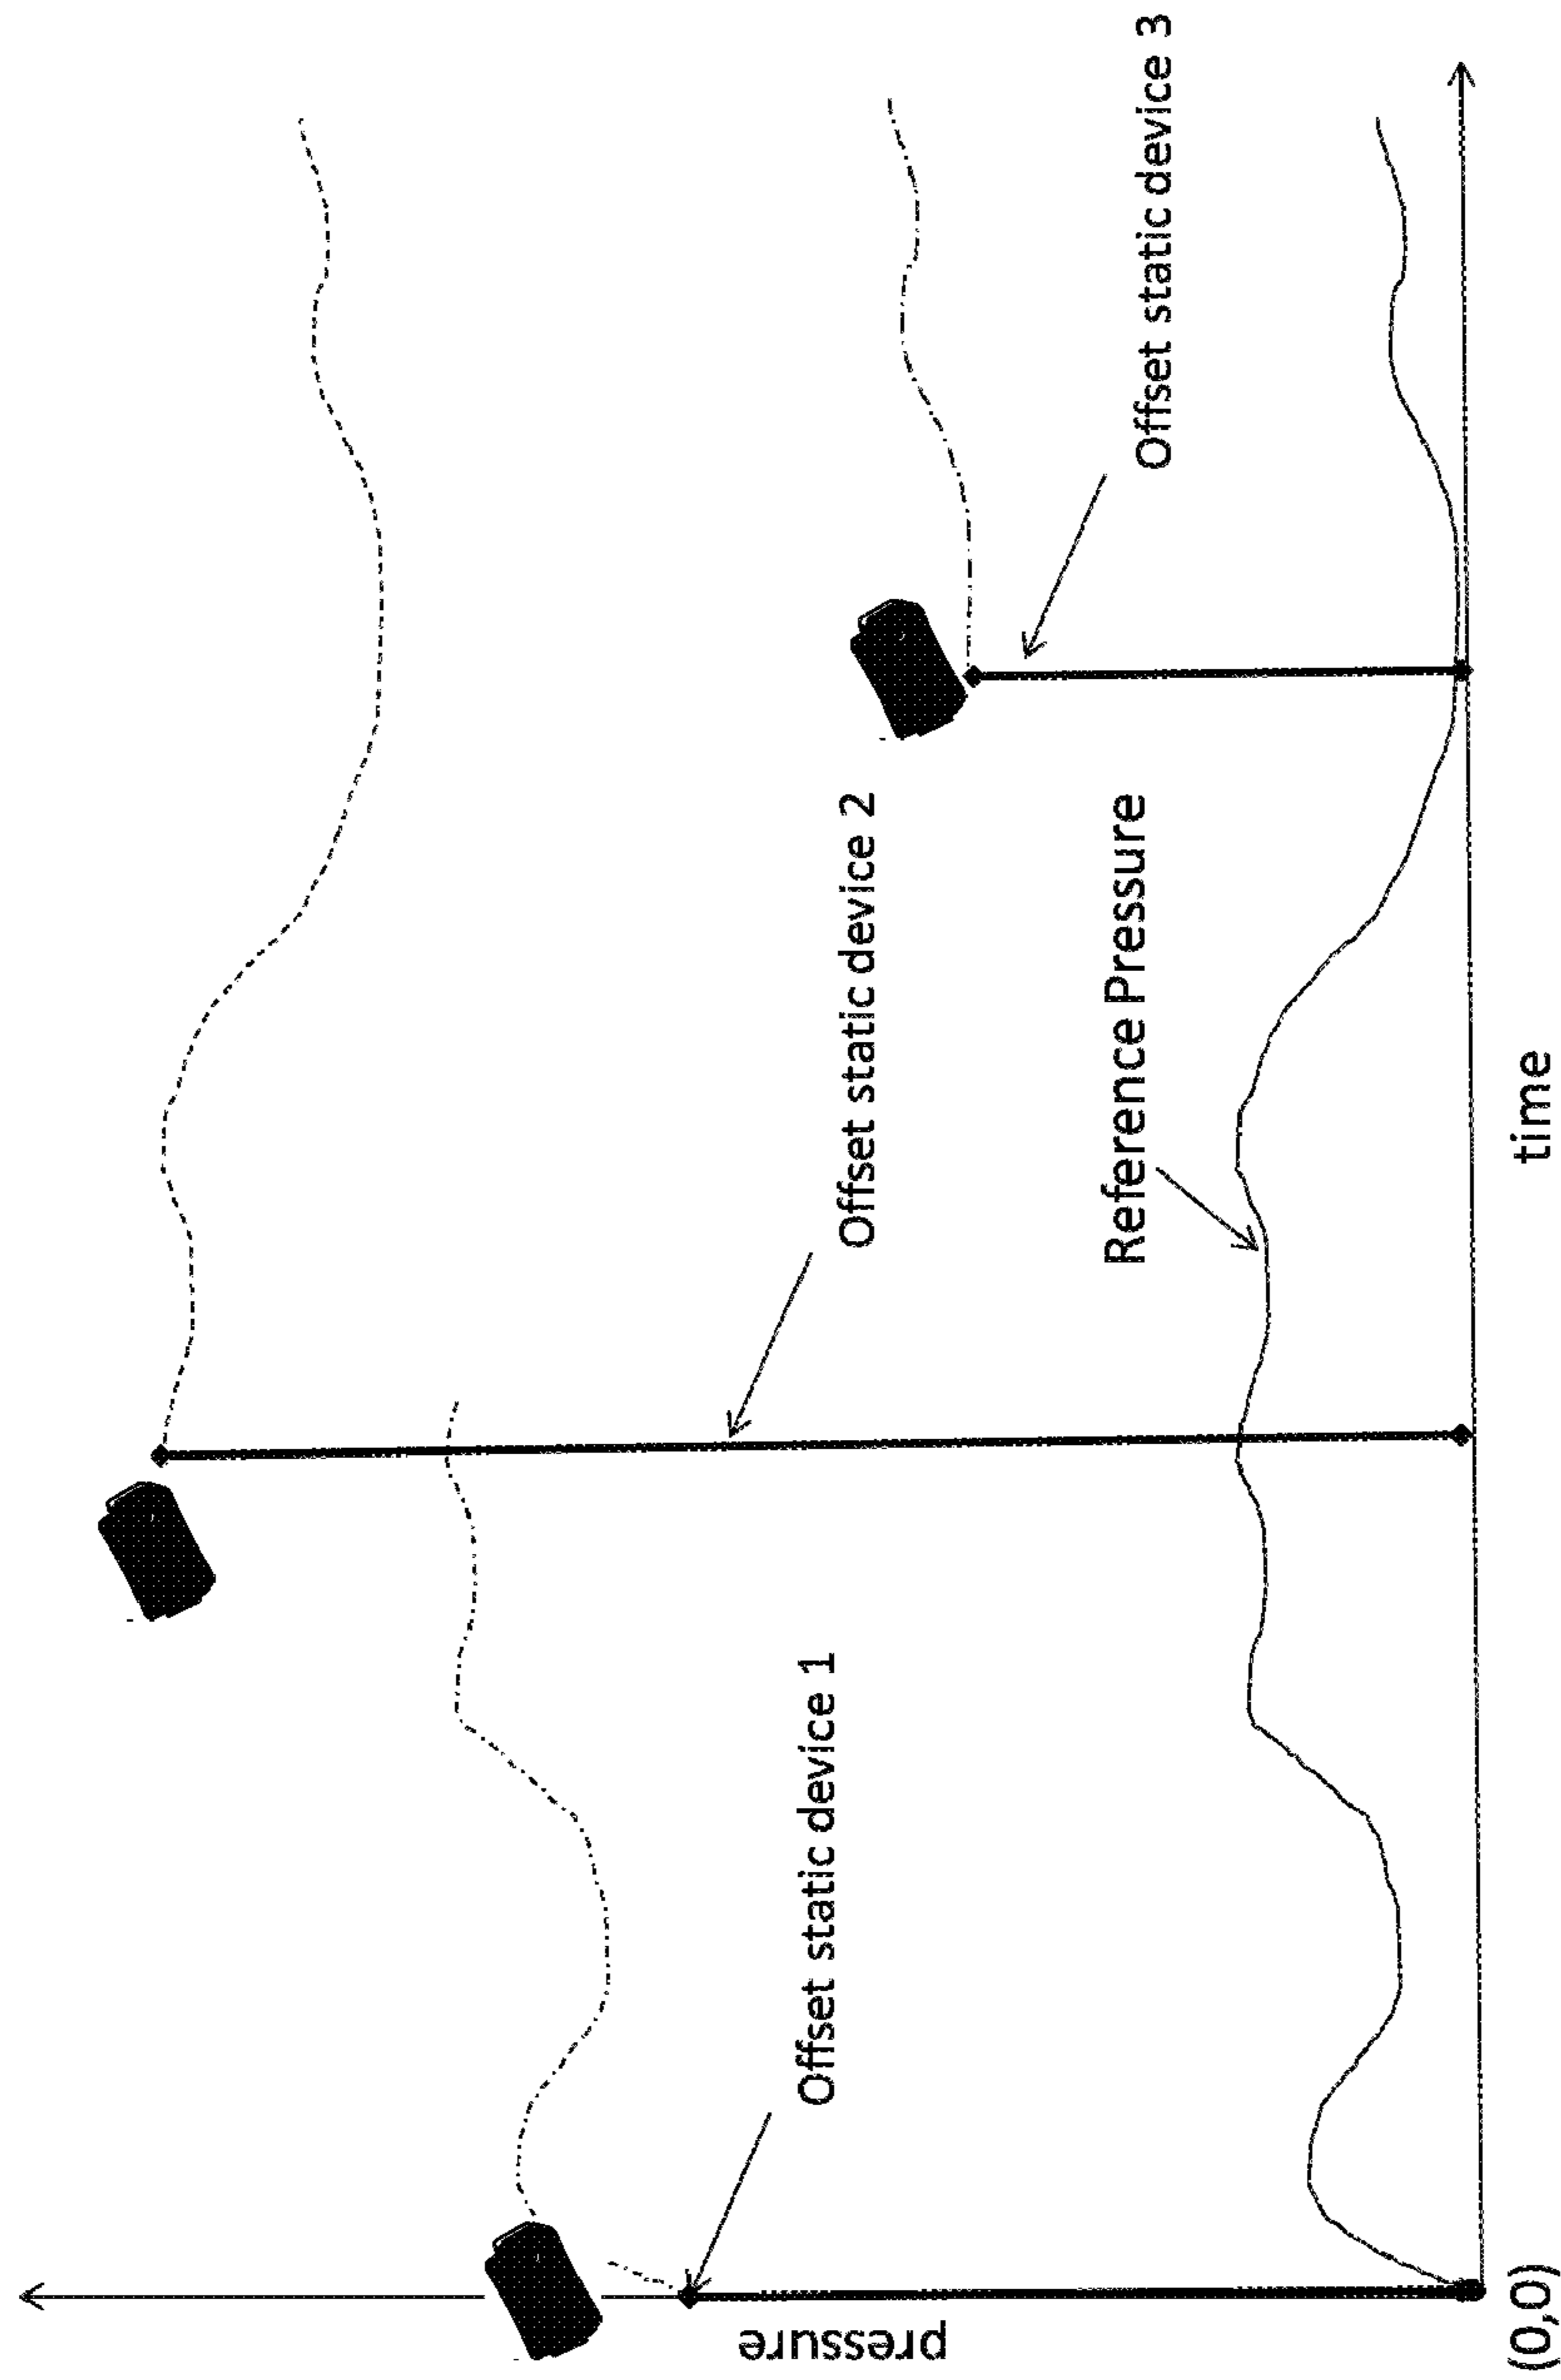 pressure
Offset static device 1
Offset static device 2
Reference Pressure
Offset static device 3
time
(0,0)